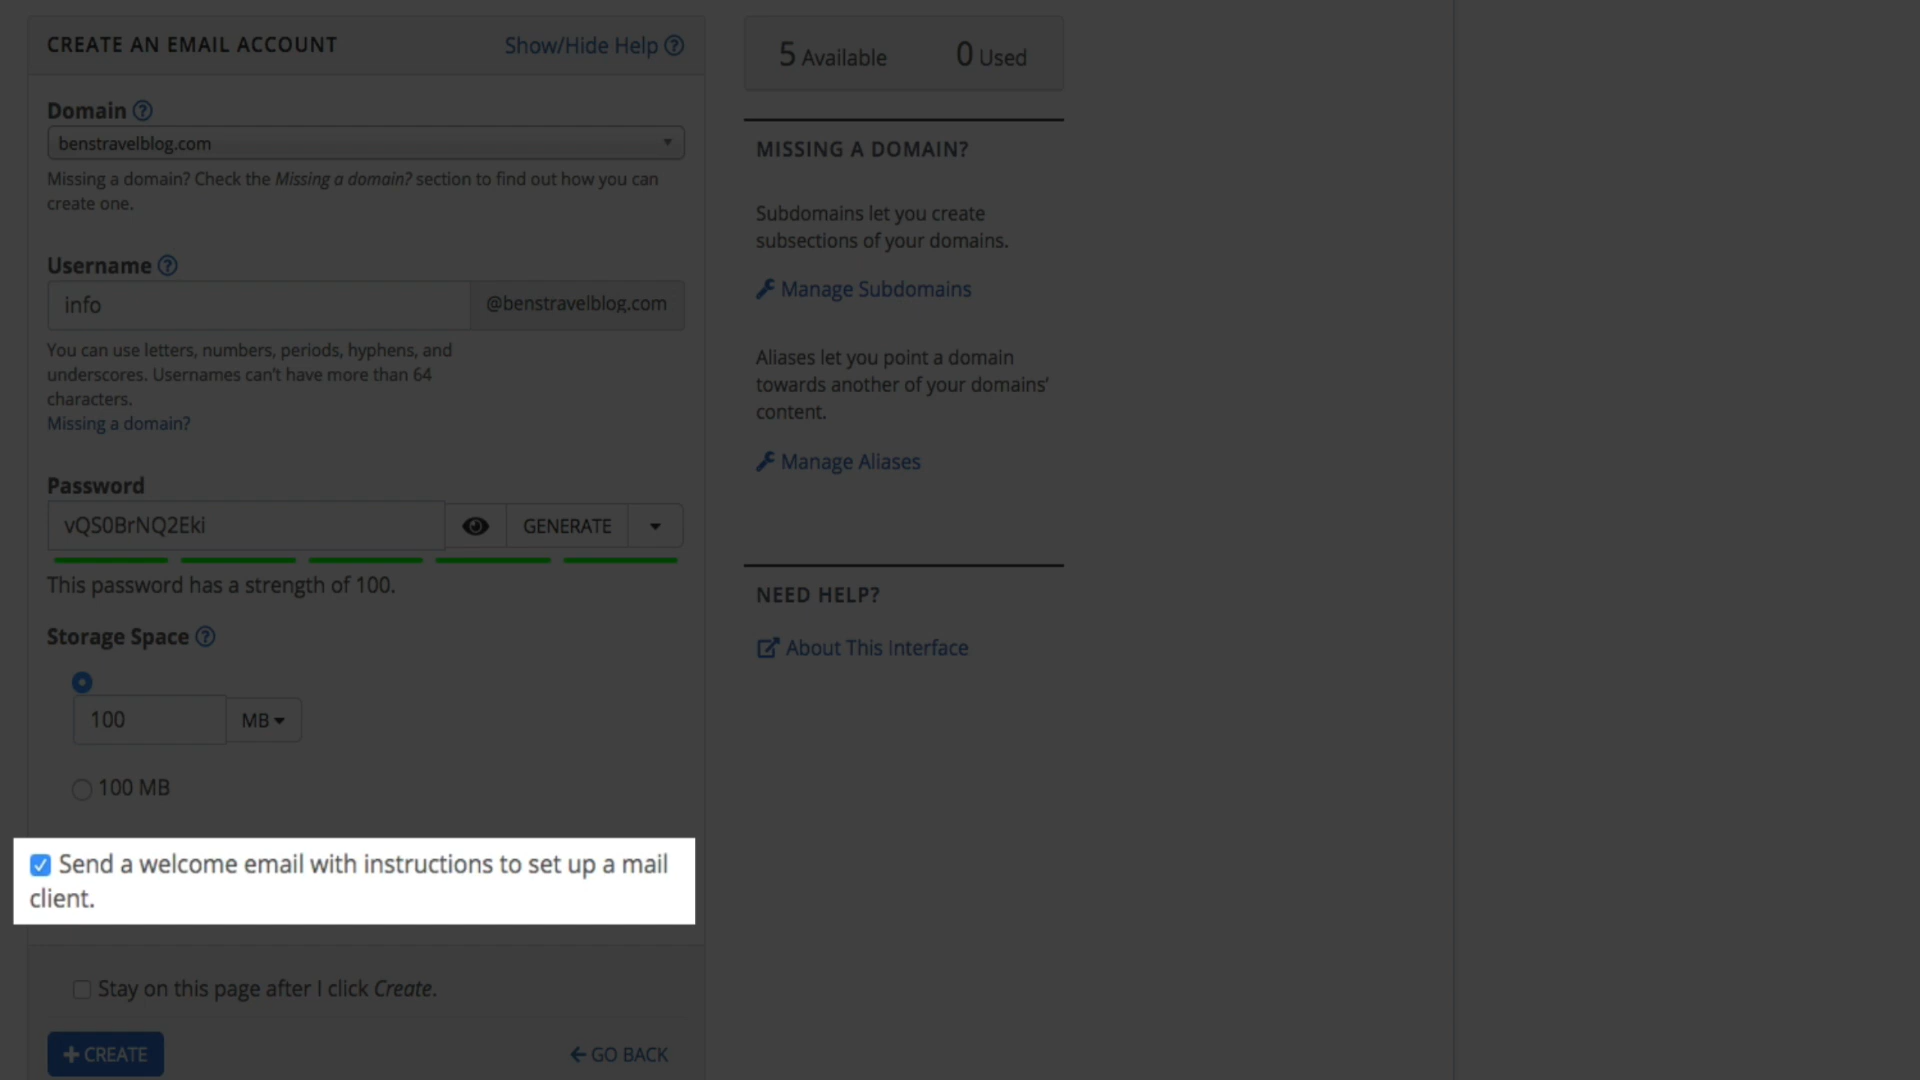 CREATE AN EMAIL ACCOUNT
Show/Hide Help
Domain
benstravelblog.com
Missing a domain? Check the Missing a domain? section to find out how you can
create one.
Username
info
@benstravelblog.com
You can use letters, numbers, periods, hyphens, and
underscores. Usernames can't have more than 64
characters.
Missing a domain?
Password
vQS0BrNQ2Eki
GENERATE
This password has a strength of 100.
Storage Space
100
MB
100 MB
Send a welcome email with instructions to set up a mail
client.
Stay on this page after I click Create.
CREATE
GO BACK
5 Available
0 Used
MISSING A DOMAIN?
Subdomains let you create
subsections of your domains.
Manage Subdomains
Aliases let you point a domain
towards another of your domains'
content.
Manage Aliases
NEED HELP?
About This Interface